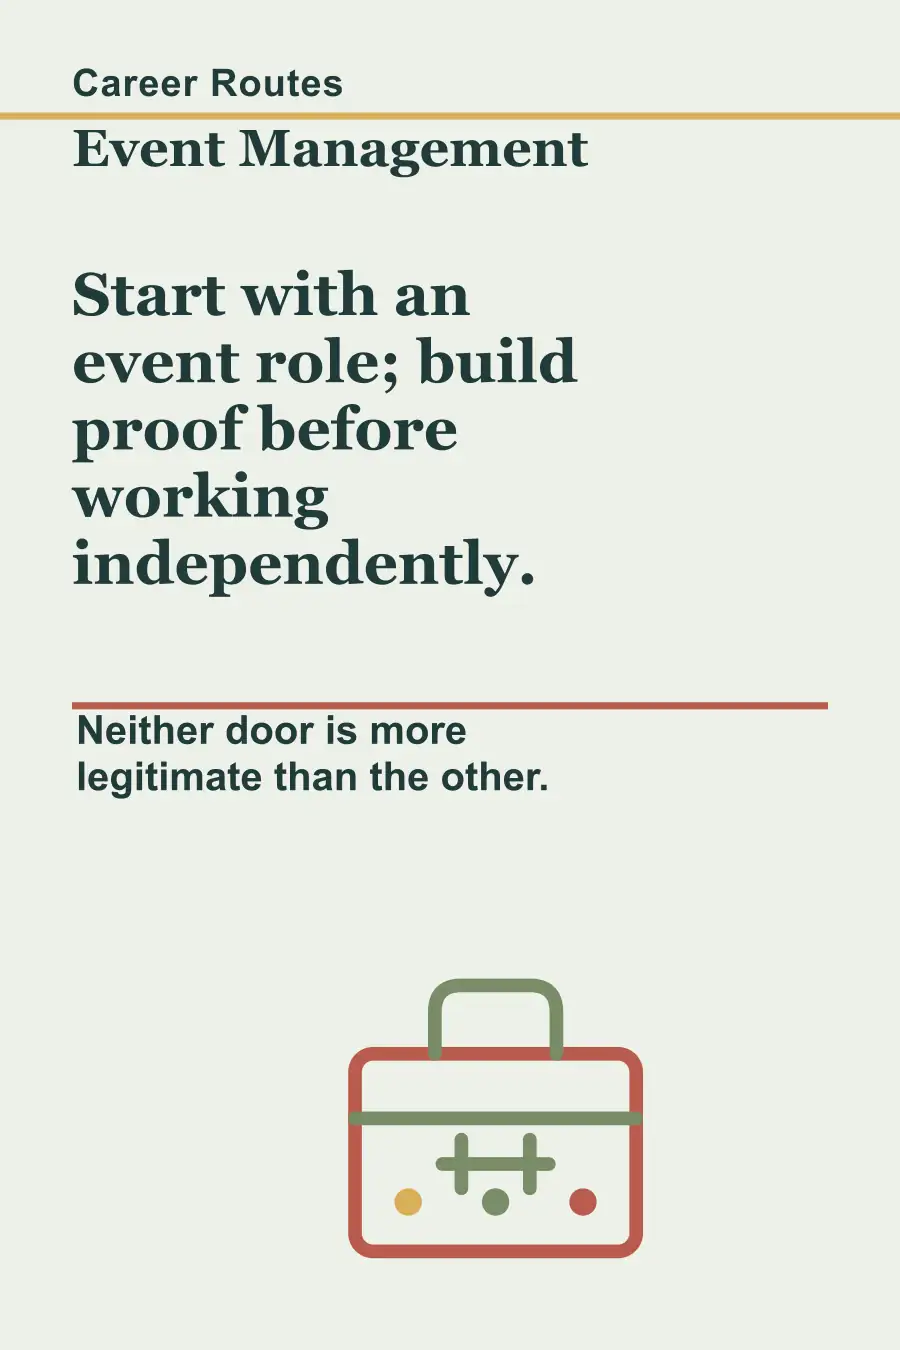 Career Routes
Event Management
Start with an
event role; build
proof before
working
independently.
Neither door is more
legitimate than the other.